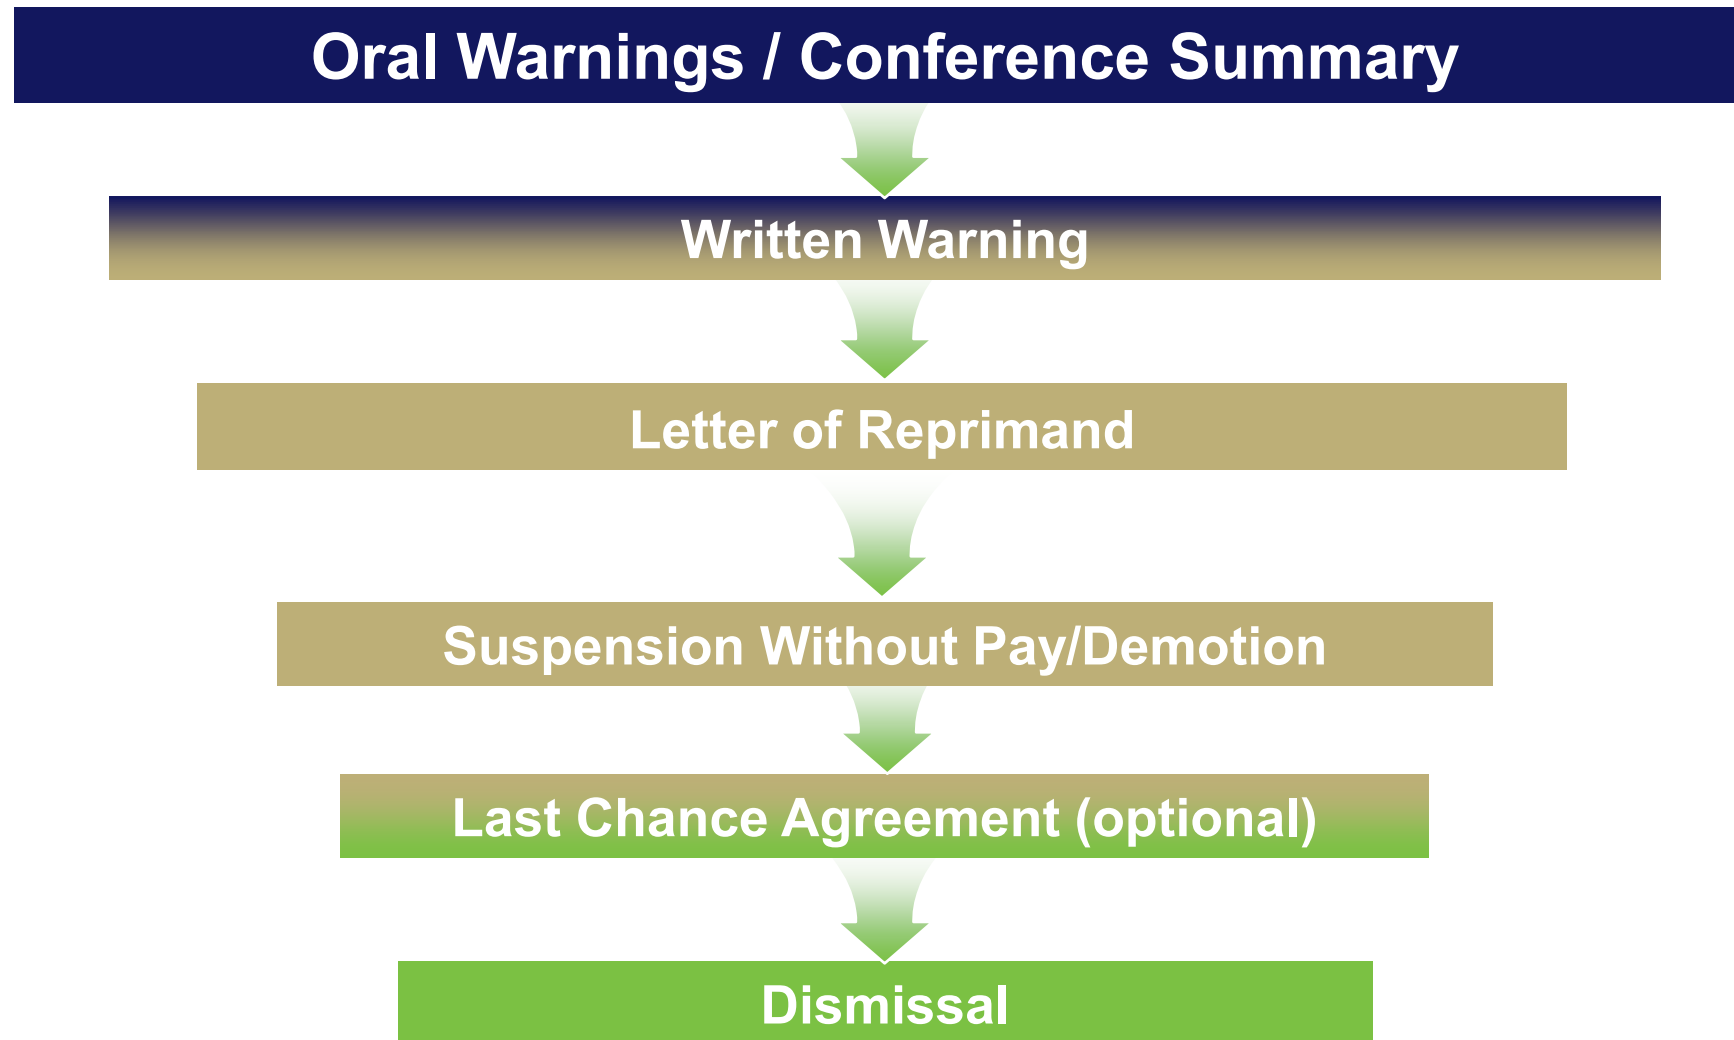 Oral Warnings / Conference Summary
Written Warning
Letter of Reprimand
Suspension Without Pay/Demotion
Last Chance Agreement (optional)
Dismissal